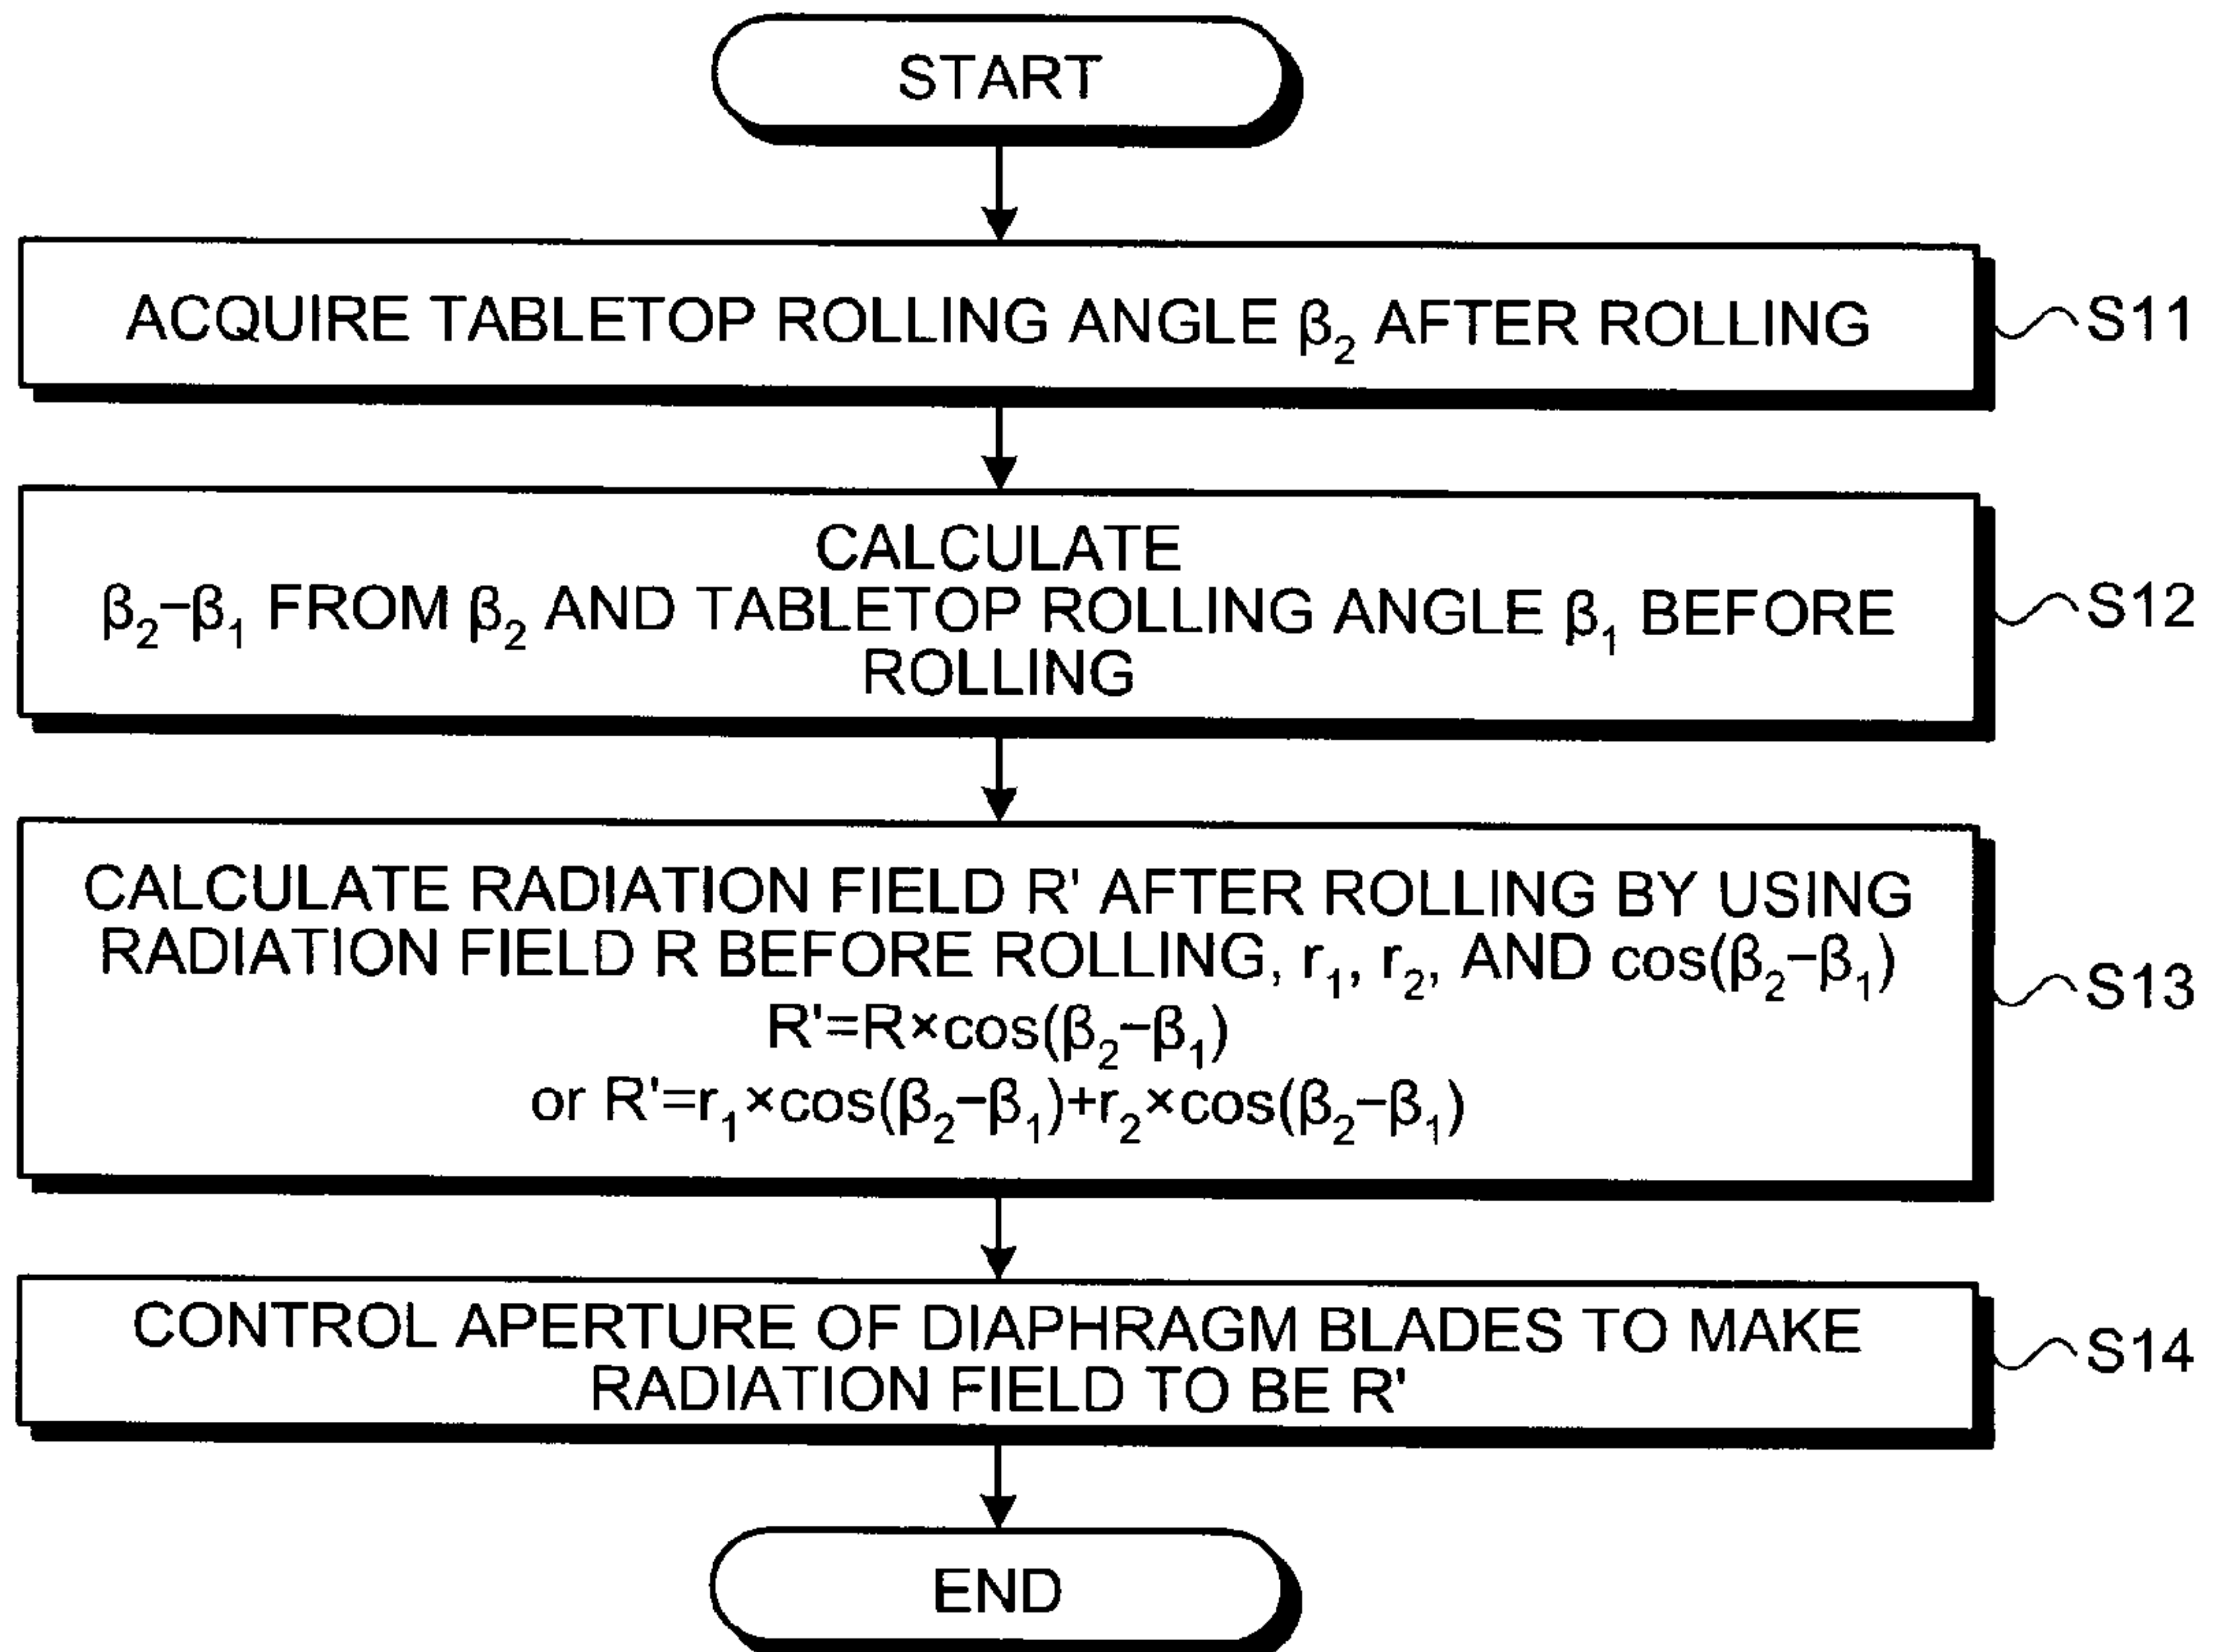 START
ACQUIRE TABLETOP ROLLING ANGLE β₂ AFTER ROLLING
S11
CALCULATE
β₂−β₁ FROM β₂ AND TABLETOP ROLLING ANGLE β₁ BEFORE
ROLLING
S12
CALCULATE RADIATION FIELD R' AFTER ROLLING BY USING
RADIATION FIELD R BEFORE ROLLING, r₁, r₂, AND cos(β₂−β₁)
R'=R×cos(β₂−β₁)
or R'=r₁×cos(β₂−β₁)+r₂×cos(β₂−β₁)
S13
CONTROL APERTURE OF DIAPHRAGM BLADES TO MAKE
RADIATION FIELD TO BE R'
S14
END